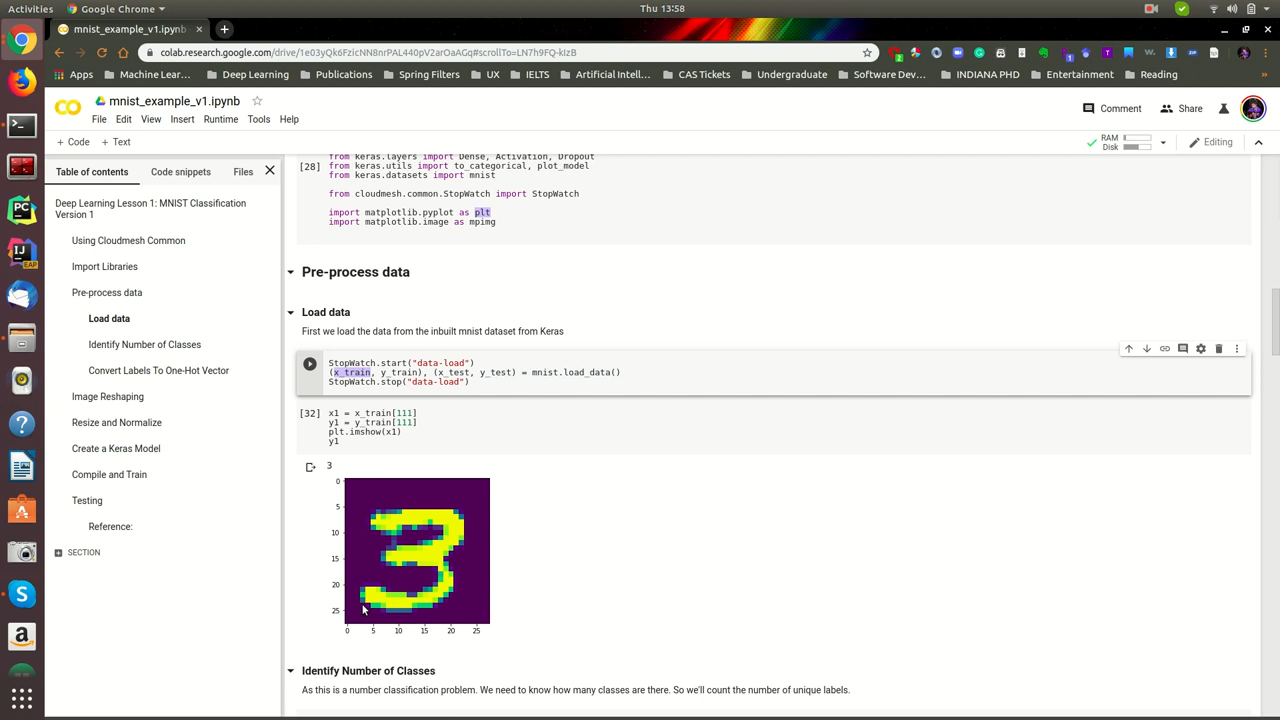 Activities
Google Chrome
Thu 13:58
mnist_example_v1.ipynb
colab.research.google.com/drive/1e03yQk6FzicNN8nrPAL440pV2arOaAGq#scrollTo=LN7h9FQ-kIzB
Apps
Machine Lear...
Deep Learning
Publications
Spring Filters
UX
IELTS
Artificial Intell...
CAS Tickets
Undergraduate
Software Dev...
INDIANA PHD
Entertainment
Reading
mnist_example_v1.ipynb
Comment
Share
File Edit View Insert Runtime Tools Help
+ Code + Text
RAM
Disk
Editing
Table of contents
Code snippets
Files
Deep Learning Lesson 1: MNIST Classification
Version 1
Using Cloudmesh Common
Import Libraries
Pre-process data
Load data
Identify Number of Classes
Convert Labels To One-Hot Vector
Image Reshaping
Resize and Normalize
Create a Keras Model
Compile and Train
Testing
Reference:
SECTION
from keras.layers import Dense, Activation, Dropout
[28] from keras.utils import to_categorical, plot_model
from keras.datasets import mnist
from cloudmesh.common.StopWatch import StopWatch
import matplotlib.pyplot as plt
import matplotlib.image as mpimg
Pre-process data
Load data
First we load the data from the inbuilt mnist dataset from Keras
StopWatch.start("data-load")
(x_train, y_train), (x_test, y_test) = mnist.load_data()
StopWatch.stop("data-load")
[32] x1 = x_train[111]
y1 = y_train[111]
plt.imshow(x1)
y1
3
0
5
10
15
20
25
0 5 10 15 20 25
Identify Number of Classes
As this is a number classification problem. We need to know how many classes are there. So we'll count the number of unique labels.